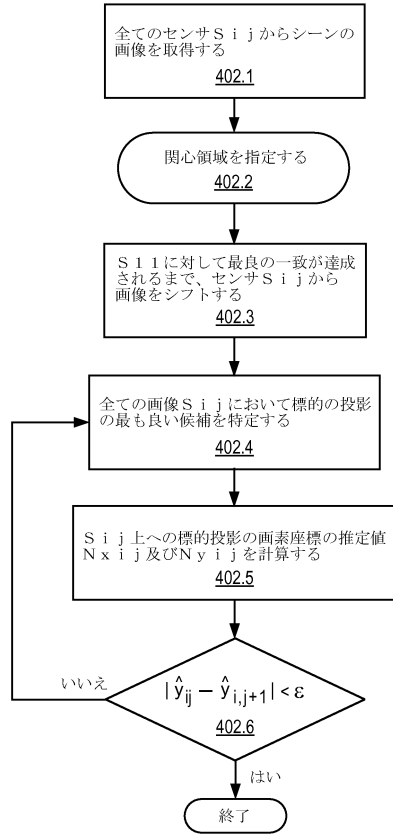 全てのセンサＳｉｊからシーンの
画像を取得する
402.1
関心領域を指定する
402.2
Ｓ１１に対して最良の一致が達成
されるまで、センサＳｉｊから
画像をシフトする
402.3
全ての画像Ｓｉｊにおいて標的の投影
の最も良い候補を特定する
402.4
Ｓｉｊ上への標的投影の画素座標の推定値
Ｎｘｉｊ及びＮｙｉｊを計算する
402.5
いいえ
| ŷij − ŷi,j+1| < ε
402.6
はい
終了